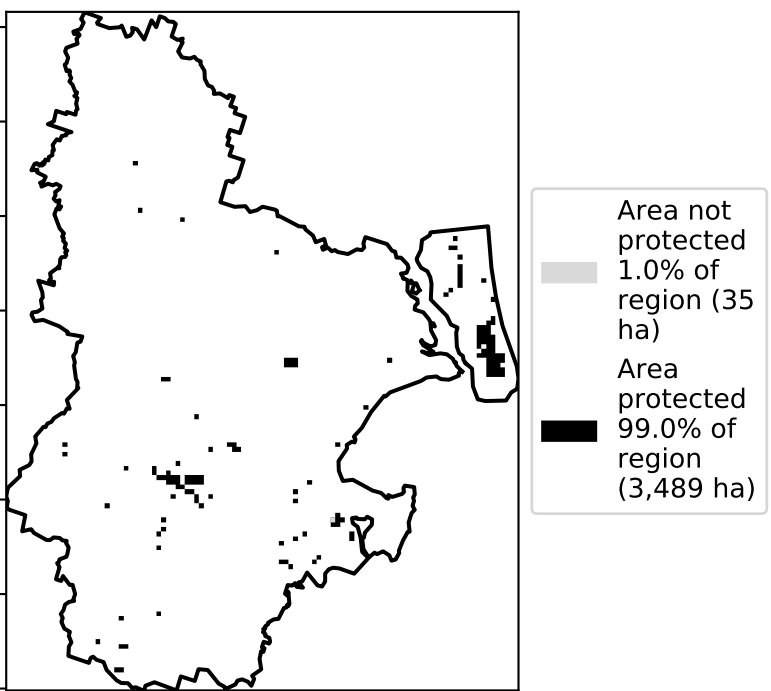 Area not
protected
1.0% of
region (35
ha)
Area
protected
99.0% of
region
(3,489 ha)